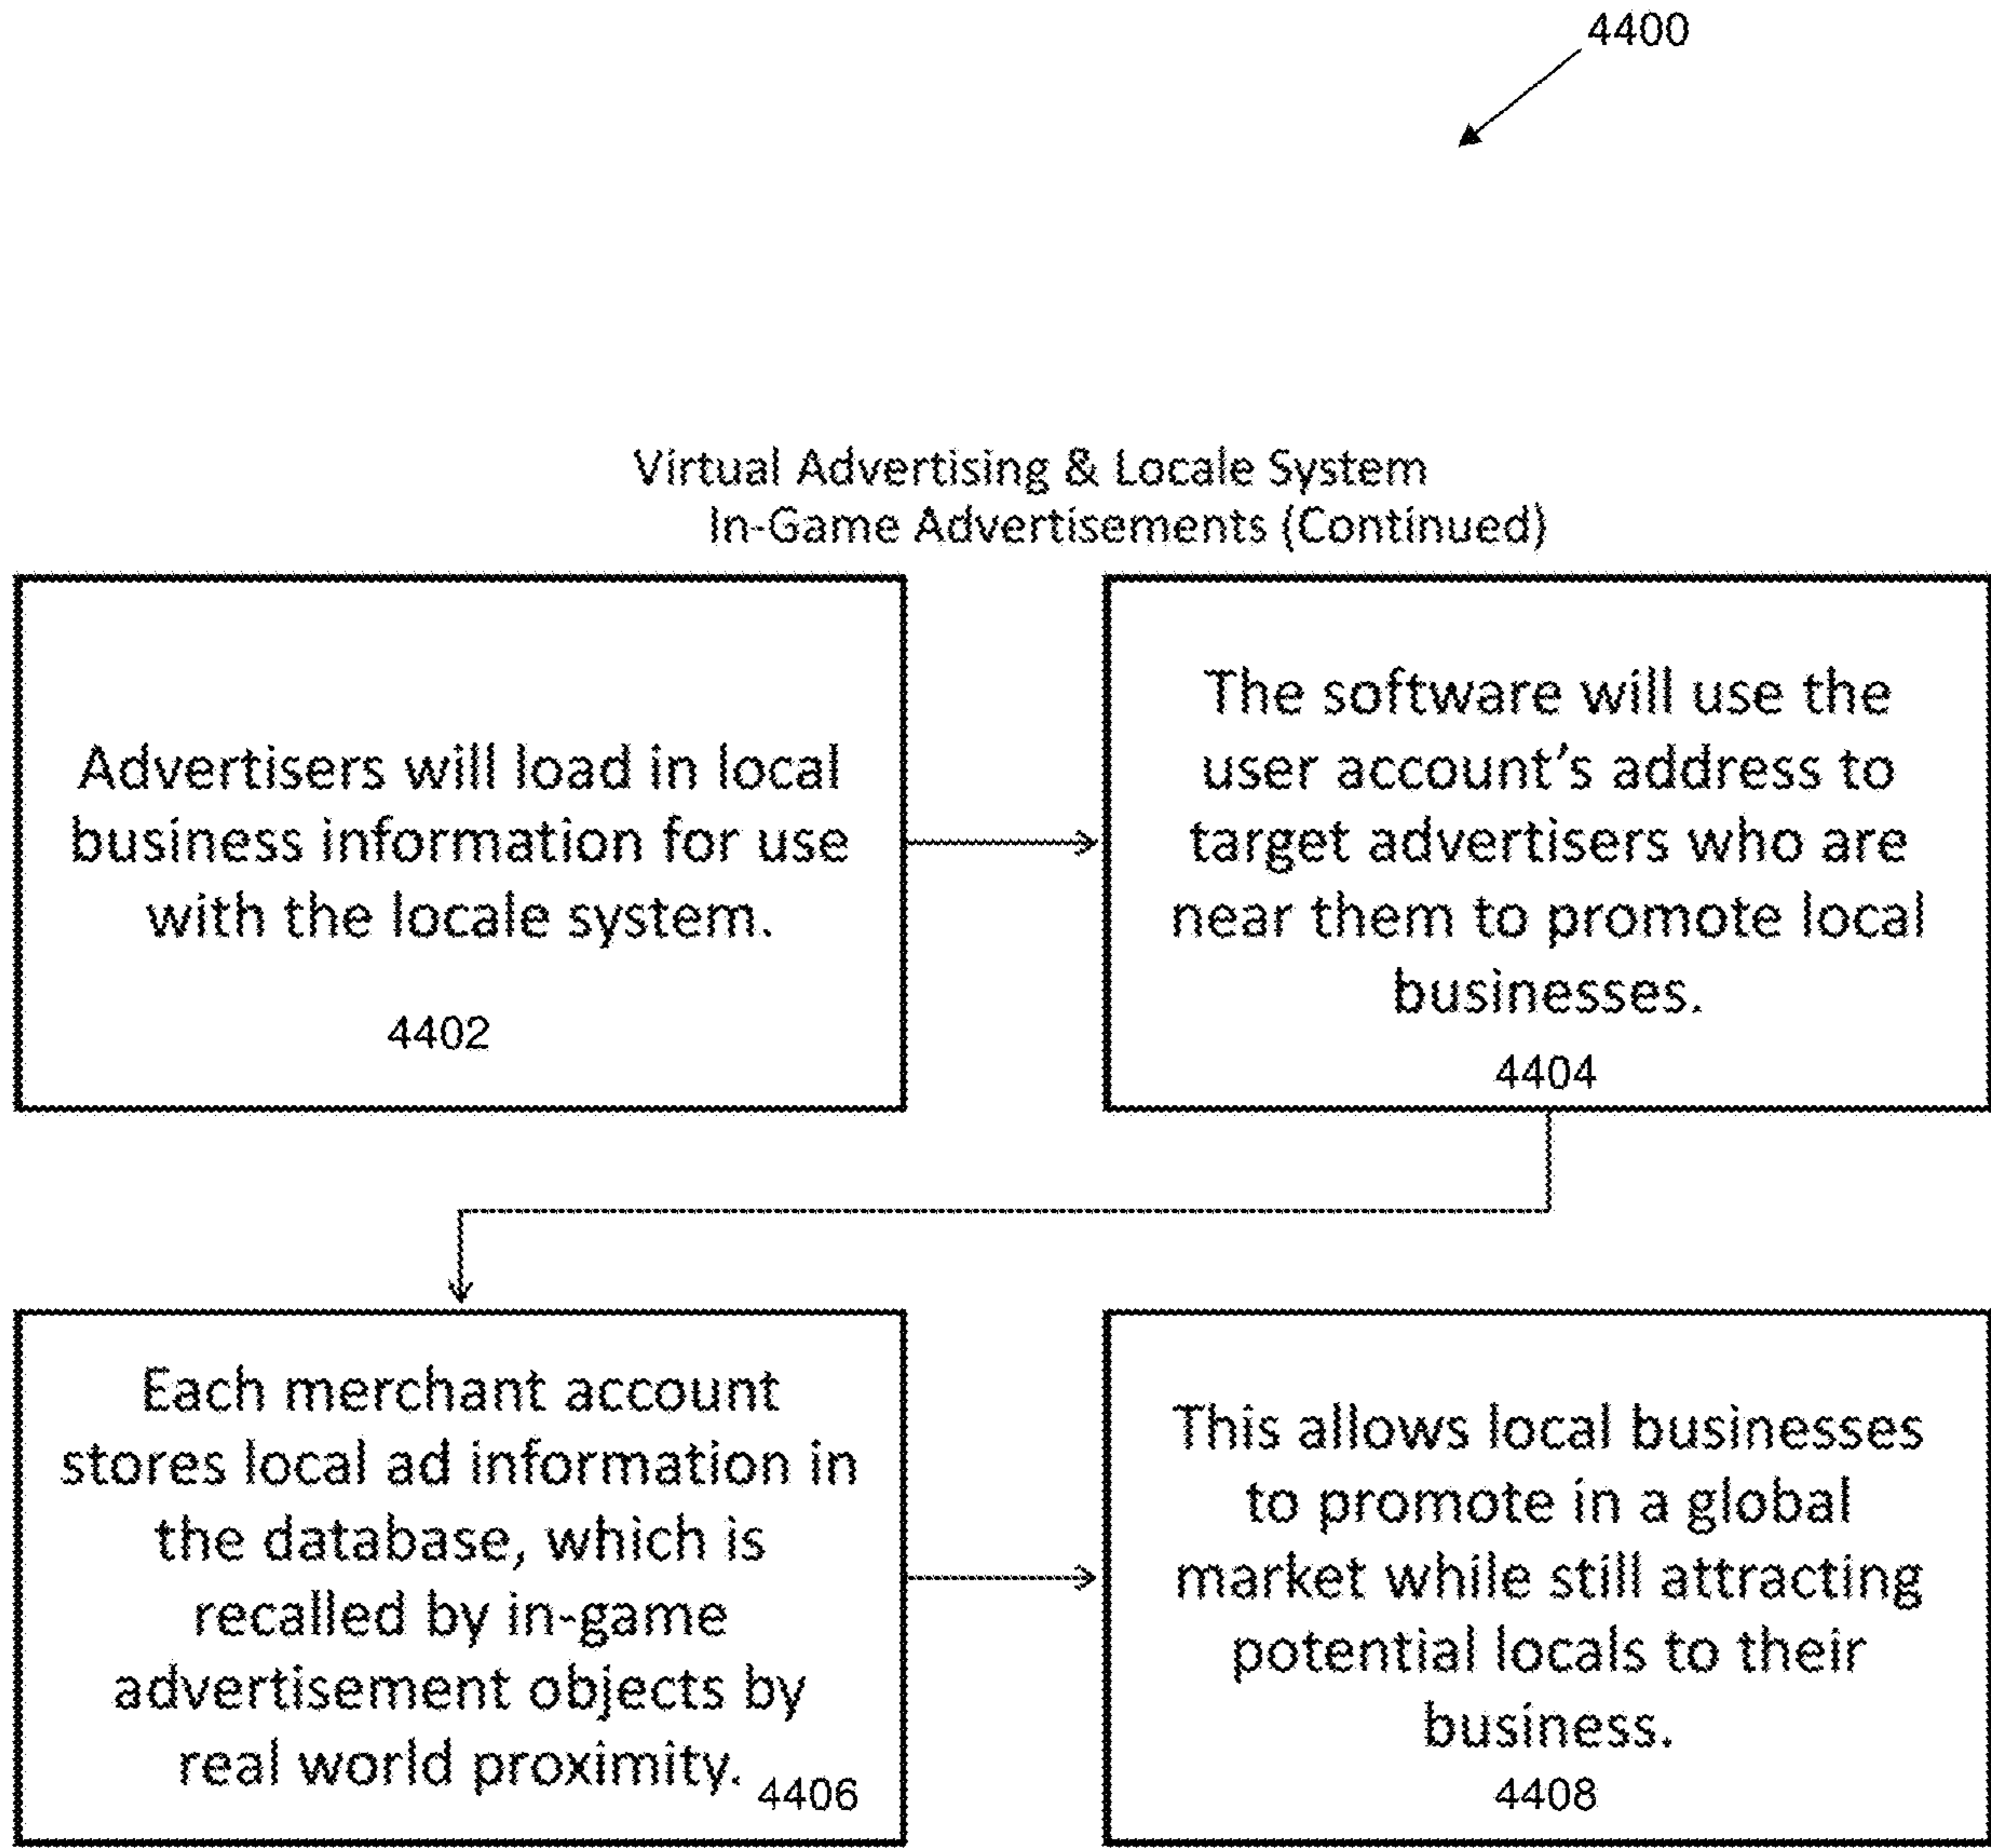 4400
Virtual Advertising & Locale System
In-Game Advertisements (Continued)
Advertisers will load in local
business information for use
with the locale system.
4402
The software will use the
user account's address to
target advertisers who are
near them to promote local
businesses.
4404
Each merchant account
stores local ad information in
the database, which is
recalled by in-game
advertisement objects by
real world proximity.
4406
This allows local businesses
to promote in a global
market while still attracting
potential locals to their
business.
4408